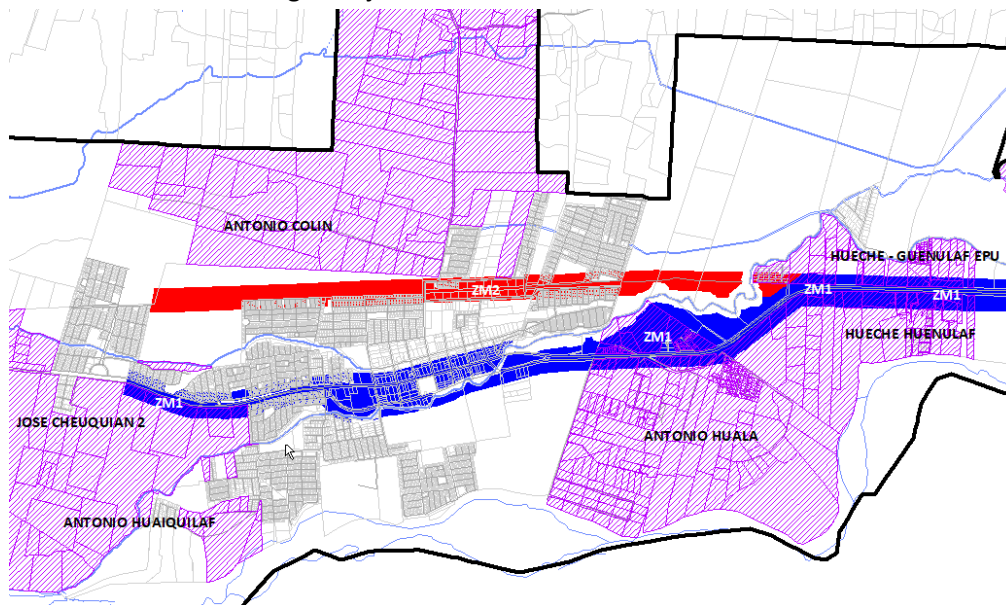 ANTONIO COLIN
HUECHE - GUENULAF EPU
ZM2
ZM1
ZM1
HUECHE HUENULAF
ZM1
ZM1
JOSE CHEUQUIAN 2
ANTONIO HUALA
ANTONIO HUAIQUILAF